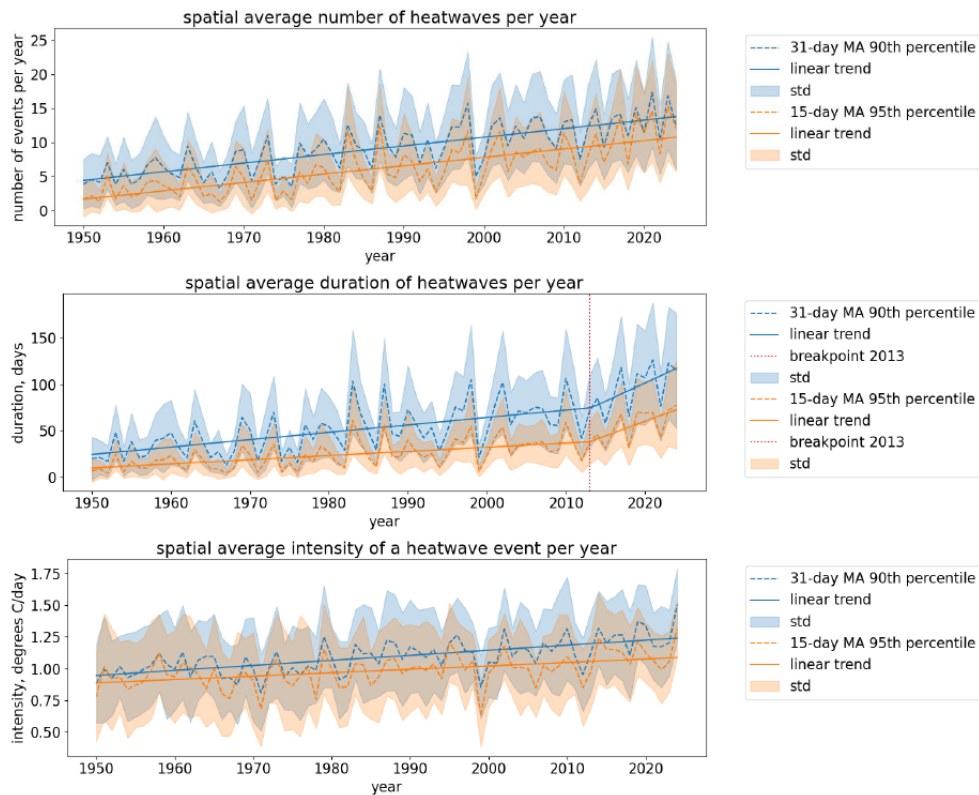 spatial average number of heatwaves per year
number of events per year
25
20
15
10
5
0
1950 1960 1970 1980 1990 2000 2010 2020
year
31-day MA 90th percentile
linear trend
std
15-day MA 95th percentile
linear trend
std
spatial average duration of heatwaves per year
duration, days
150
100
50
0
1950 1960 1970 1980 1990 2000 2010 2020
year
31-day MA 90th percentile
linear trend
breakpoint 2013
std
15-day MA 95th percentile
linear trend
breakpoint 2013
std
spatial average intensity of a heatwave event per year
intensity, degrees C/day
1.75
1.50
1.25
1.00
0.75
0.50
1950 1960 1970 1980 1990 2000 2010 2020
year
31-day MA 90th percentile
linear trend
std
15-day MA 95th percentile
linear trend
std